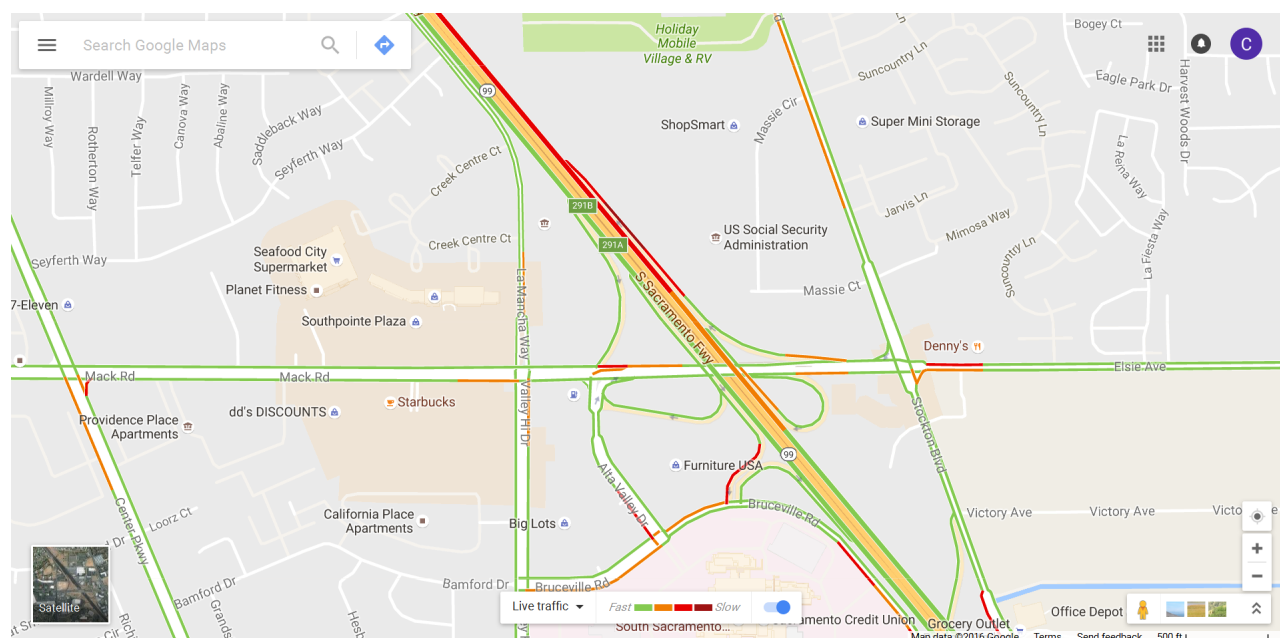 Search Google Maps
C
Holiday
Mobile
Village & RV
Bogey Ct
Wardell Way
Suncountry Ln
Eagle Park Dr
Harvest Woods Dr
Suncountry Ln
99
Millroy Way
Rotherton Way
Telfer Way
Canova Way
Abaline Way
Saddleback Way
Seyferth Way
Creek Centre Ct
ShopSmart
Massie Cir
Super Mini Storage
La Reina Way
Jarvis Ln
Mimosa Way
La Fiesta Way
291B
291A
US Social Security
Administration
Creek Centre Ct
Seafood City
Supermarket
Seyferth Way
Planet Fitness
Massie Ct
7-Eleven
Southpointe Plaza
La Mancha Way
S Sacramento Fwy
Denny's
Elsie Ave
Mack Rd
Mack Rd
Starbucks
dd's DISCOUNTS
Providence Place
Apartments
Valley Hi Dr
Stockton Blvd
99
Furniture USA
Alta Valley Dr
Bruceville Rd
Center Pkwy
Loorz Ct
California Place
Apartments
Big Lots
Victory Ave
Victory Ave
Bamford Dr
Bamford Dr
Bruceville Rd
Satellite
Live traffic
Fast
Slow
Office Depot
Grocery Outlet
Sacramento Credit Union
South Sacramento...
Map data ©2016 Google
Terms
Send feedback
500 ft